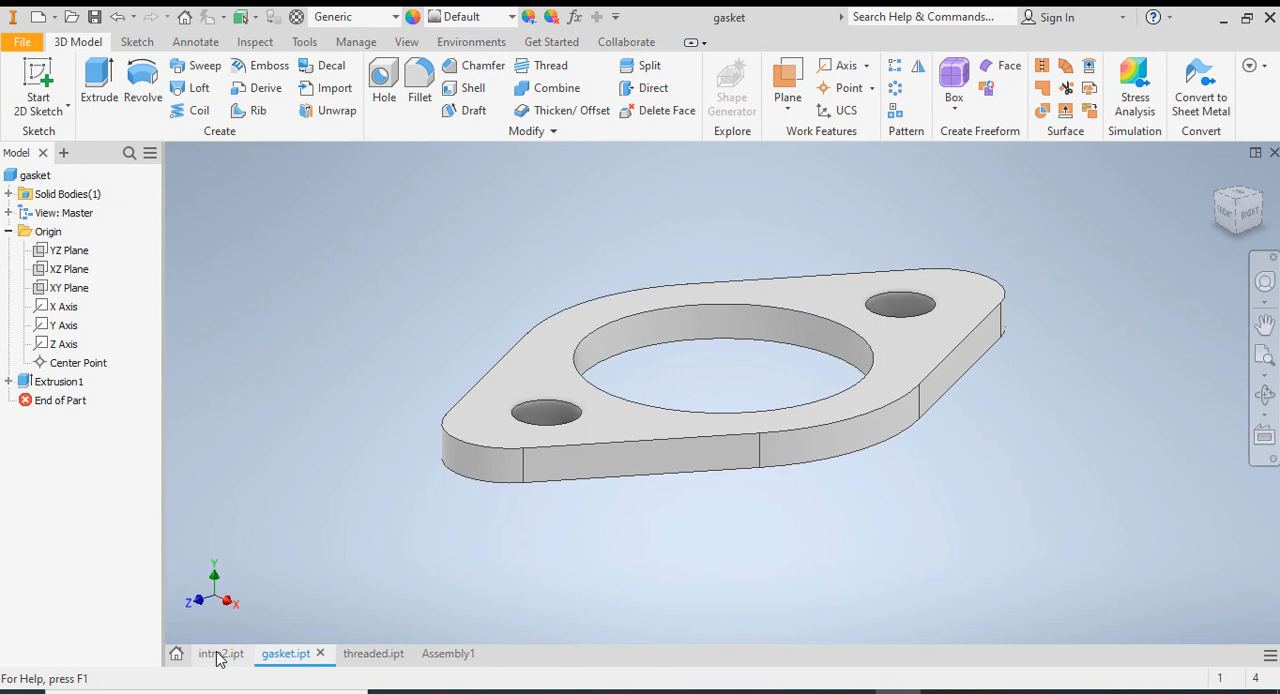 Generic
Default
gasket
Search Help & Commands...
Sign In
File
3D Model
Sketch
Annotate
Inspect
Tools
Manage
View
Environments
Get Started
Collaborate
Start
2D Sketch
Sketch
Extrude
Revolve
Sweep
Loft
Coil
Emboss
Derive
Rib
Decal
Import
Unwrap
Create
Hole
Fillet
Chamfer
Shell
Draft
Thread
Combine
Thicken/ Offset
Split
Direct
Delete Face
Modify
Shape
Generator
Explore
Plane
Axis
Point
UCS
Work Features
Pattern
Box
Face
Create Freeform
Surface
Stress
Analysis
Simulation
Convert to
Sheet Metal
Convert
Model
gasket
Solid Bodies(1)
View: Master
Origin
YZ Plane
XZ Plane
XY Plane
X Axis
Y Axis
Z Axis
Center Point
Extrusion1
End of Part
FRONT
RIGHT
Y
Z
X
gasket.ipt
threaded.ipt
Assembly1
For Help, press F1
1
4